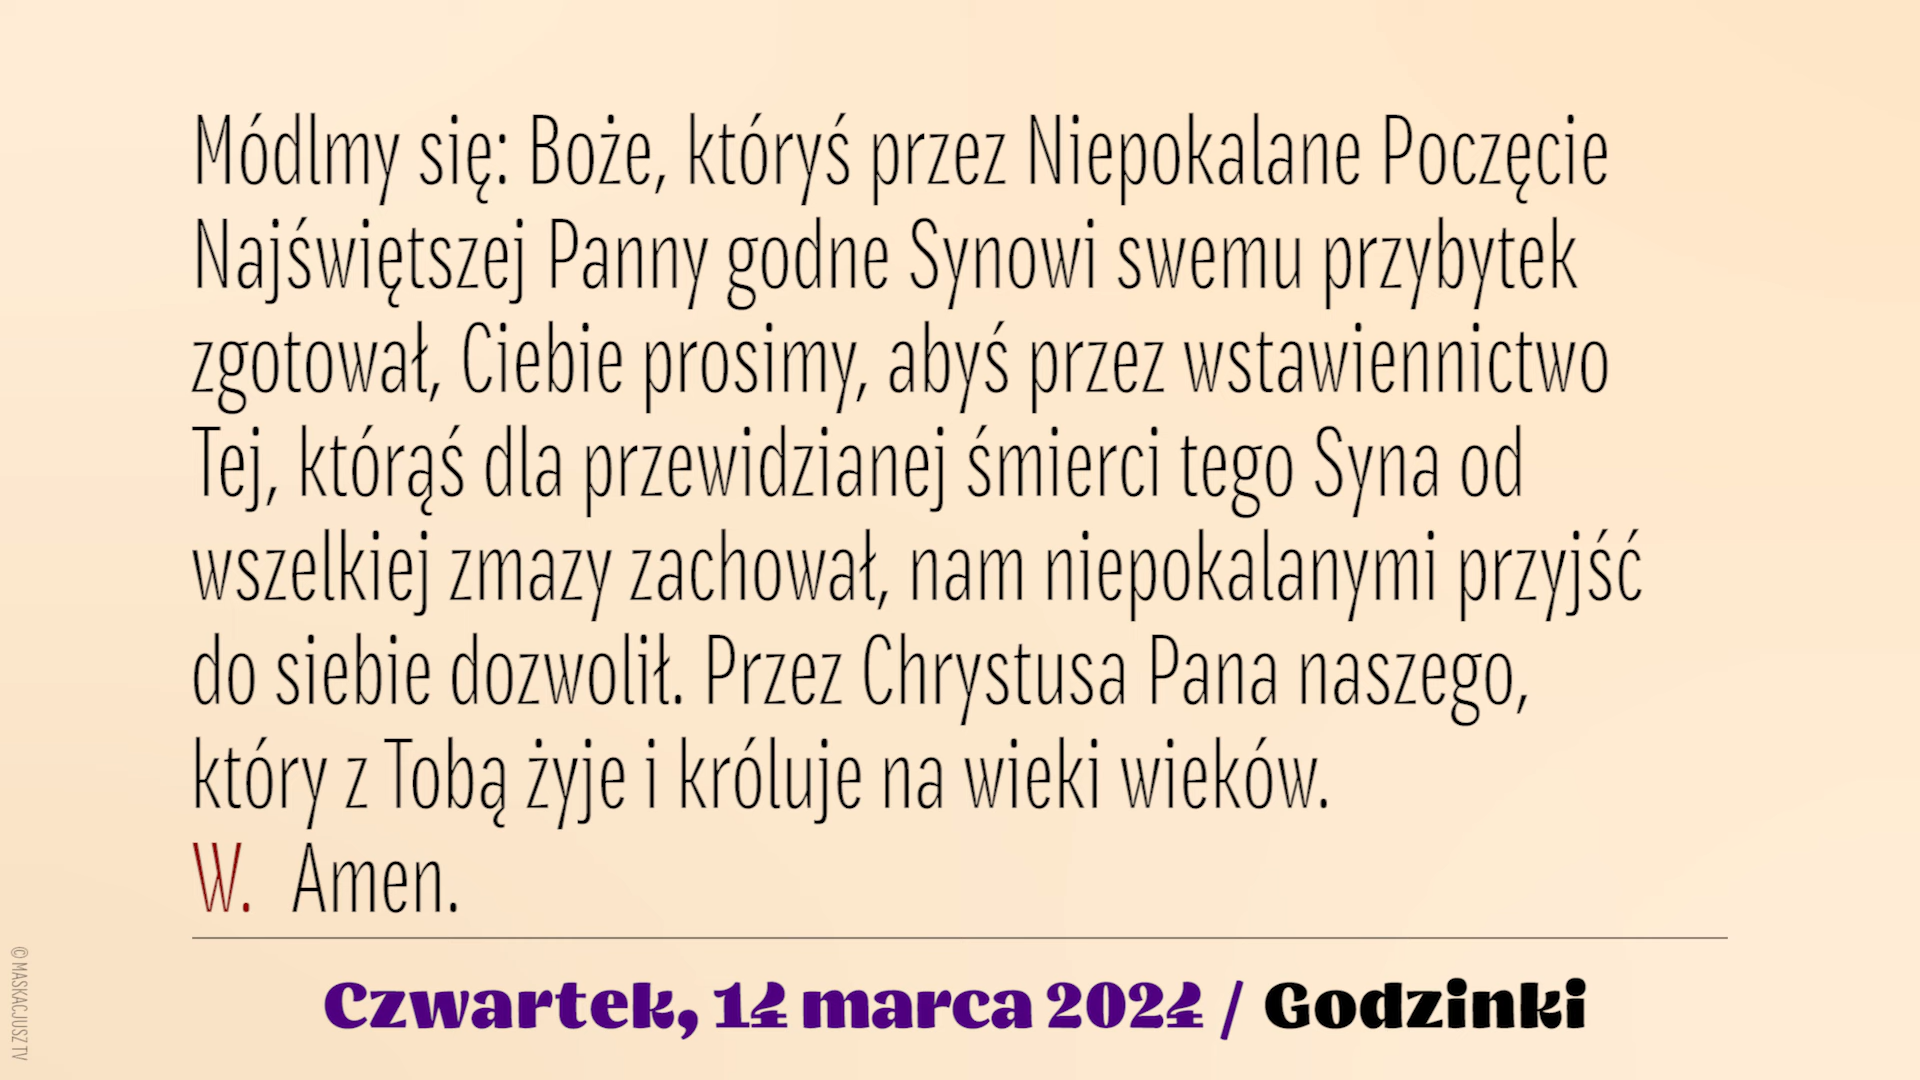 Módlmy się: Boże, któryś przez Niepokalane Poczęcie
Najświętszej Panny godne Synowi swemu przybytek
zgotował, Ciebie prosimy, abyś przez wstawiennictwo
Tej, którąś dla przewidzianej śmierci tego Syna od
wszelkiej zmazy zachował, nam niepokalanymi przyjść
do siebie dozwolił. Przez Chrystusa Pana naszego,
który z Tobą żyje i króluje na wieki wieków.
W. Amen.
Czwartek, 14 marca 2024 / Godzinki
© MASKACJUSZ TV